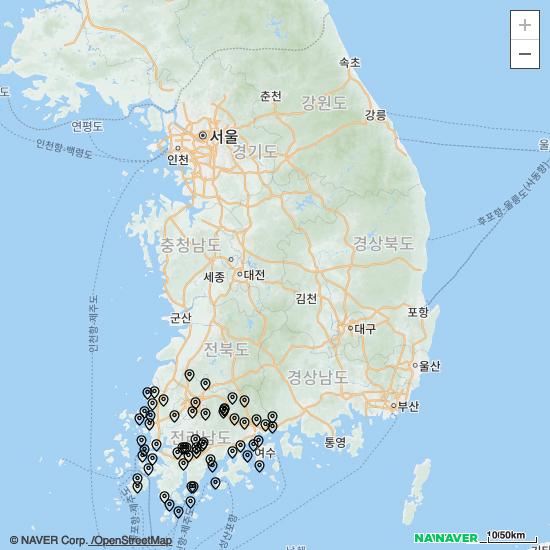 +
−
속초
춘천
강원도
강릉
연평도
서울
인천
경기도
인천항-백령도
울
후포항-울릉도(사동항)
충청남도
경상북도
세종
대전
인천항-제주도
김천
군산
포항
전북도
대구
울산
경상남도
부산
전라남도
여수
통영
© NAVER Corp. /OpenStreetMap
NAVER
10/50km